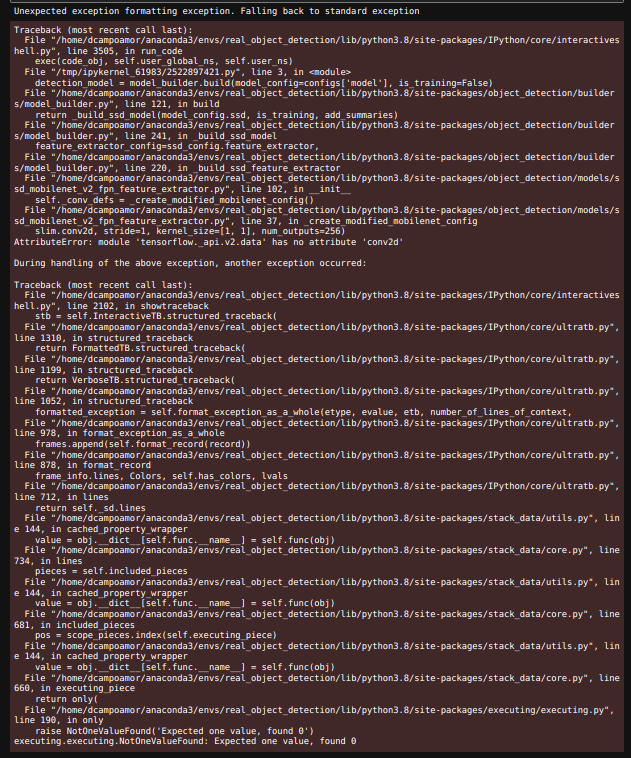 Unexpected exception formatting exception. Falling back to standard exception
Traceback (most recent call last):
  File "/home/dcampoamor/anaconda3/envs/real_object_detection/lib/python3.8/site-packages/IPython/core/interactives
hell.py", line 3505, in run_code
    exec(code_obj, self.user_global_ns, self.user_ns)
  File "/tmp/ipykernel_61983/2522897421.py", line 3, in <module>
    detection_model = model_builder.build(model_config=configs['model'], is_training=False)
  File "/home/dcampoamor/anaconda3/envs/real_object_detection/lib/python3.8/site-packages/object_detection/builder
s/model_builder.py", line 121, in build
    return _build_ssd_model(model_config.ssd, is_training, add_summaries)
  File "/home/dcampoamor/anaconda3/envs/real_object_detection/lib/python3.8/site-packages/object_detection/builder
s/model_builder.py", line 241, in _build_ssd_model
    feature_extractor_config=ssd_config.feature_extractor,
  File "/home/dcampoamor/anaconda3/envs/real_object_detection/lib/python3.8/site-packages/object_detection/builder
s/model_builder.py", line 220, in _build_ssd_feature_extractor
  File "/home/dcampoamor/anaconda3/envs/real_object_detection/lib/python3.8/site-packages/object_detection/models/s
sd_mobilenet_v2_fpn_feature_extractor.py", line 102, in __init__
    self._conv_defs = _create_modified_mobilenet_config()
  File "/home/dcampoamor/anaconda3/envs/real_object_detection/lib/python3.8/site-packages/object_detection/models/s
sd_mobilenet_v2_fpn_feature_extractor.py", line 37, in _create_modified_mobilenet_config
    slim.conv2d, stride=1, kernel_size=[1, 1], num_outputs=256)
AttributeError: module 'tensorflow._api.v2.data' has no attribute 'conv2d'

During handling of the above exception, another exception occurred:

Traceback (most recent call last):
  File "/home/dcampoamor/anaconda3/envs/real_object_detection/lib/python3.8/site-packages/IPython/core/interactives
hell.py", line 2102, in showtraceback
    stb = self.InteractiveTB.structured_traceback(
  File "/home/dcampoamor/anaconda3/envs/real_object_detection/lib/python3.8/site-packages/IPython/core/ultratb.py",
line 1310, in structured_traceback
    return FormattedTB.structured_traceback(
  File "/home/dcampoamor/anaconda3/envs/real_object_detection/lib/python3.8/site-packages/IPython/core/ultratb.py",
line 1199, in structured_traceback
    return VerboseTB.structured_traceback(
  File "/home/dcampoamor/anaconda3/envs/real_object_detection/lib/python3.8/site-packages/IPython/core/ultratb.py",
line 1052, in structured_traceback
    formatted_exception = self.format_exception_as_a_whole(etype, evalue, etb, number_of_lines_of_context,
  File "/home/dcampoamor/anaconda3/envs/real_object_detection/lib/python3.8/site-packages/IPython/core/ultratb.py",
line 978, in format_exception_as_a_whole
    frames.append(self.format_record(record))
  File "/home/dcampoamor/anaconda3/envs/real_object_detection/lib/python3.8/site-packages/IPython/core/ultratb.py",
line 878, in format_record
    frame_info.lines, Colors, self.has_colors, lvals
  File "/home/dcampoamor/anaconda3/envs/real_object_detection/lib/python3.8/site-packages/IPython/core/ultratb.py",
line 712, in lines
    return self._sd.lines
  File "/home/dcampoamor/anaconda3/envs/real_object_detection/lib/python3.8/site-packages/stack_data/utils.py", lin
e 144, in cached_property_wrapper
    value = obj.__dict__[self.func.__name__] = self.func(obj)
  File "/home/dcampoamor/anaconda3/envs/real_object_detection/lib/python3.8/site-packages/stack_data/core.py", line
734, in lines
    pieces = self.included_pieces
  File "/home/dcampoamor/anaconda3/envs/real_object_detection/lib/python3.8/site-packages/stack_data/utils.py", lin
e 144, in cached_property_wrapper
    value = obj.__dict__[self.func.__name__] = self.func(obj)
  File "/home/dcampoamor/anaconda3/envs/real_object_detection/lib/python3.8/site-packages/stack_data/core.py", line
681, in included_pieces
    pos = scope_pieces.index(self.executing_piece)
  File "/home/dcampoamor/anaconda3/envs/real_object_detection/lib/python3.8/site-packages/stack_data/utils.py", lin
e 144, in cached_property_wrapper
    value = obj.__dict__[self.func.__name__] = self.func(obj)
  File "/home/dcampoamor/anaconda3/envs/real_object_detection/lib/python3.8/site-packages/stack_data/core.py", line
660, in executing_piece
    return only(
  File "/home/dcampoamor/anaconda3/envs/real_object_detection/lib/python3.8/site-packages/executing/executing.py",
line 190, in only
    raise NotOneValueFound('Expected one value, found 0')
executing.executing.NotOneValueFound: Expected one value, found 0